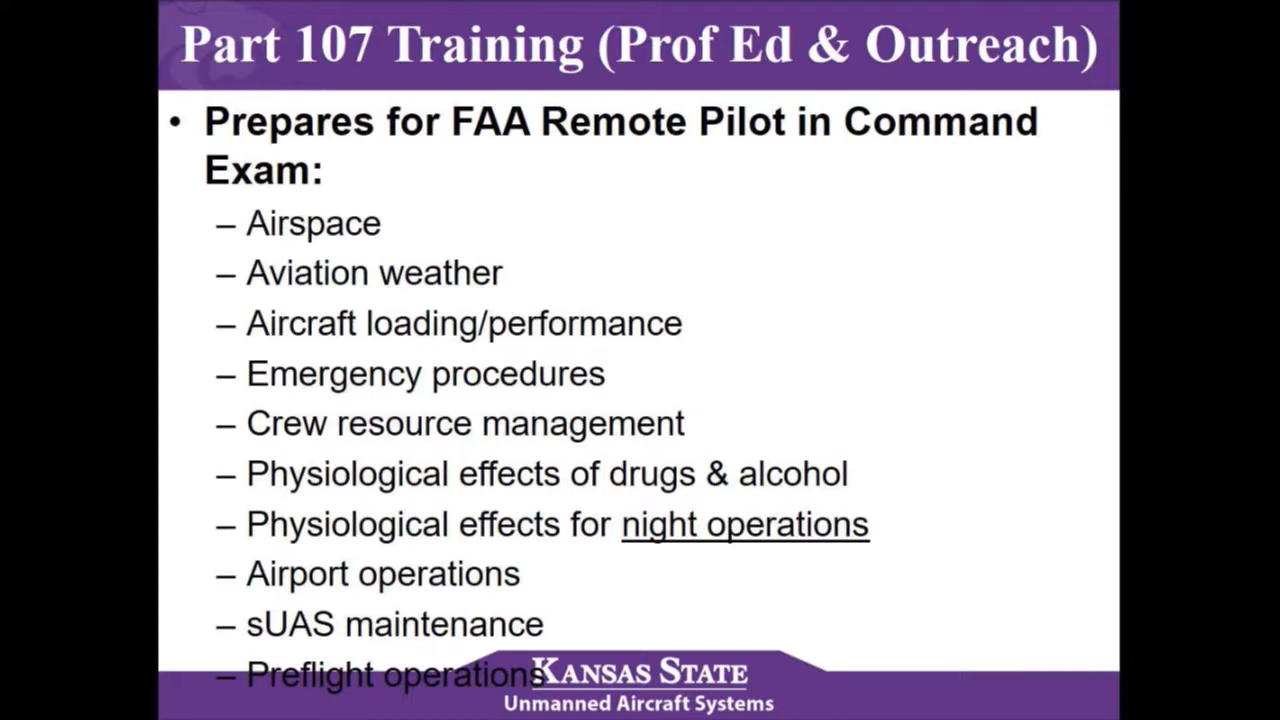 Part 107 Training (Prof Ed & Outreach)
• Prepares for FAA Remote Pilot in Command
Exam:
– Airspace
– Aviation weather
– Aircraft loading/performance
– Emergency procedures
– Crew resource management
– Physiological effects of drugs & alcohol
– Physiological effects for night operations
– Airport operations
– sUAS maintenance
– Preflight operations
KANSAS STATE
Unmanned Aircraft Systems